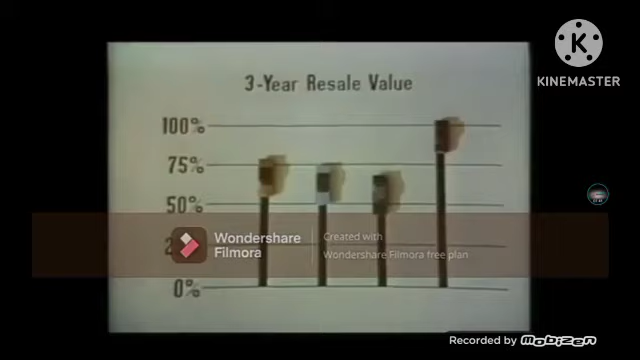 KINEMASTER
3-Year Resale Value
100%
75%
50%
0%
Wondershare
Filmora
Created with
Wondershare Filmora free plan
Recorded by mobizen